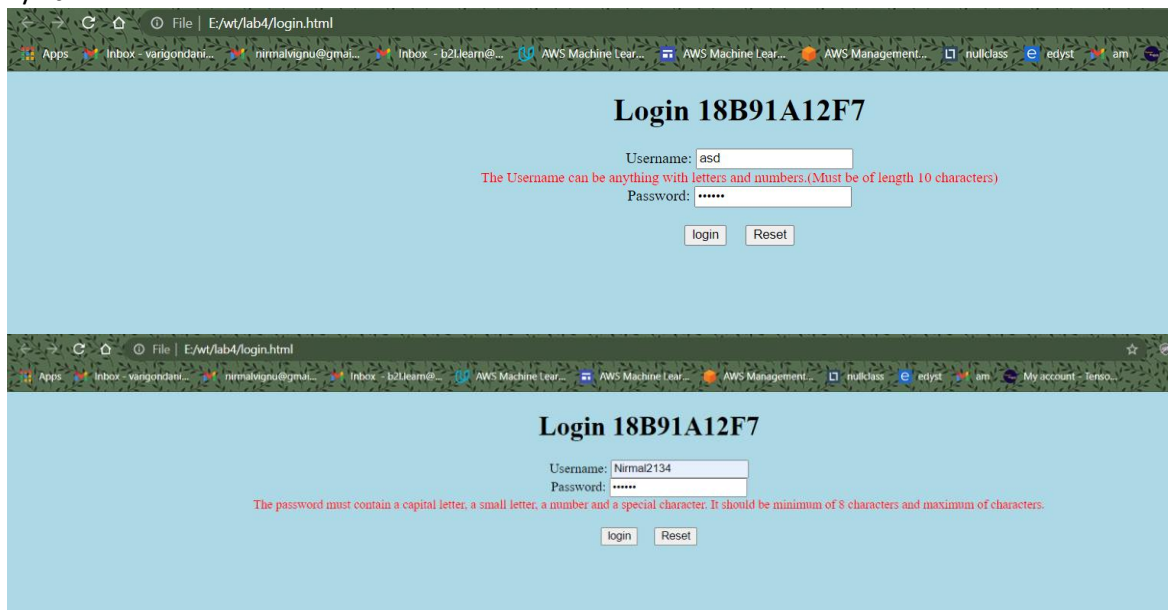 File | E:/wt/lab4/login.html
Apps Inbox - varigondani... nirmalvignu@gmai... Inbox - b21.learn@... AWS Machine Lear... AWS Machine Lear... AWS Management... nullclass edyst am
Login 18B91A12F7
Username: asd
The Username can be anything with letters and numbers.(Must be of length 10 characters)
Password: ••••••
login Reset
File | E:/wt/lab4/login.html
Apps Inbox - varigondani... nirmalvignu@gmai... Inbox - b21.learn@... AWS Machine Lear... AWS Machine Lear... AWS Management... nullclass edyst am My account - Tenso...
Login 18B91A12F7
Username: Nirmal2134
Password: ••••••
The password must contain a capital letter, a small letter, a number and a special character. It should be minimum of 8 characters and maximum of characters.
login Reset